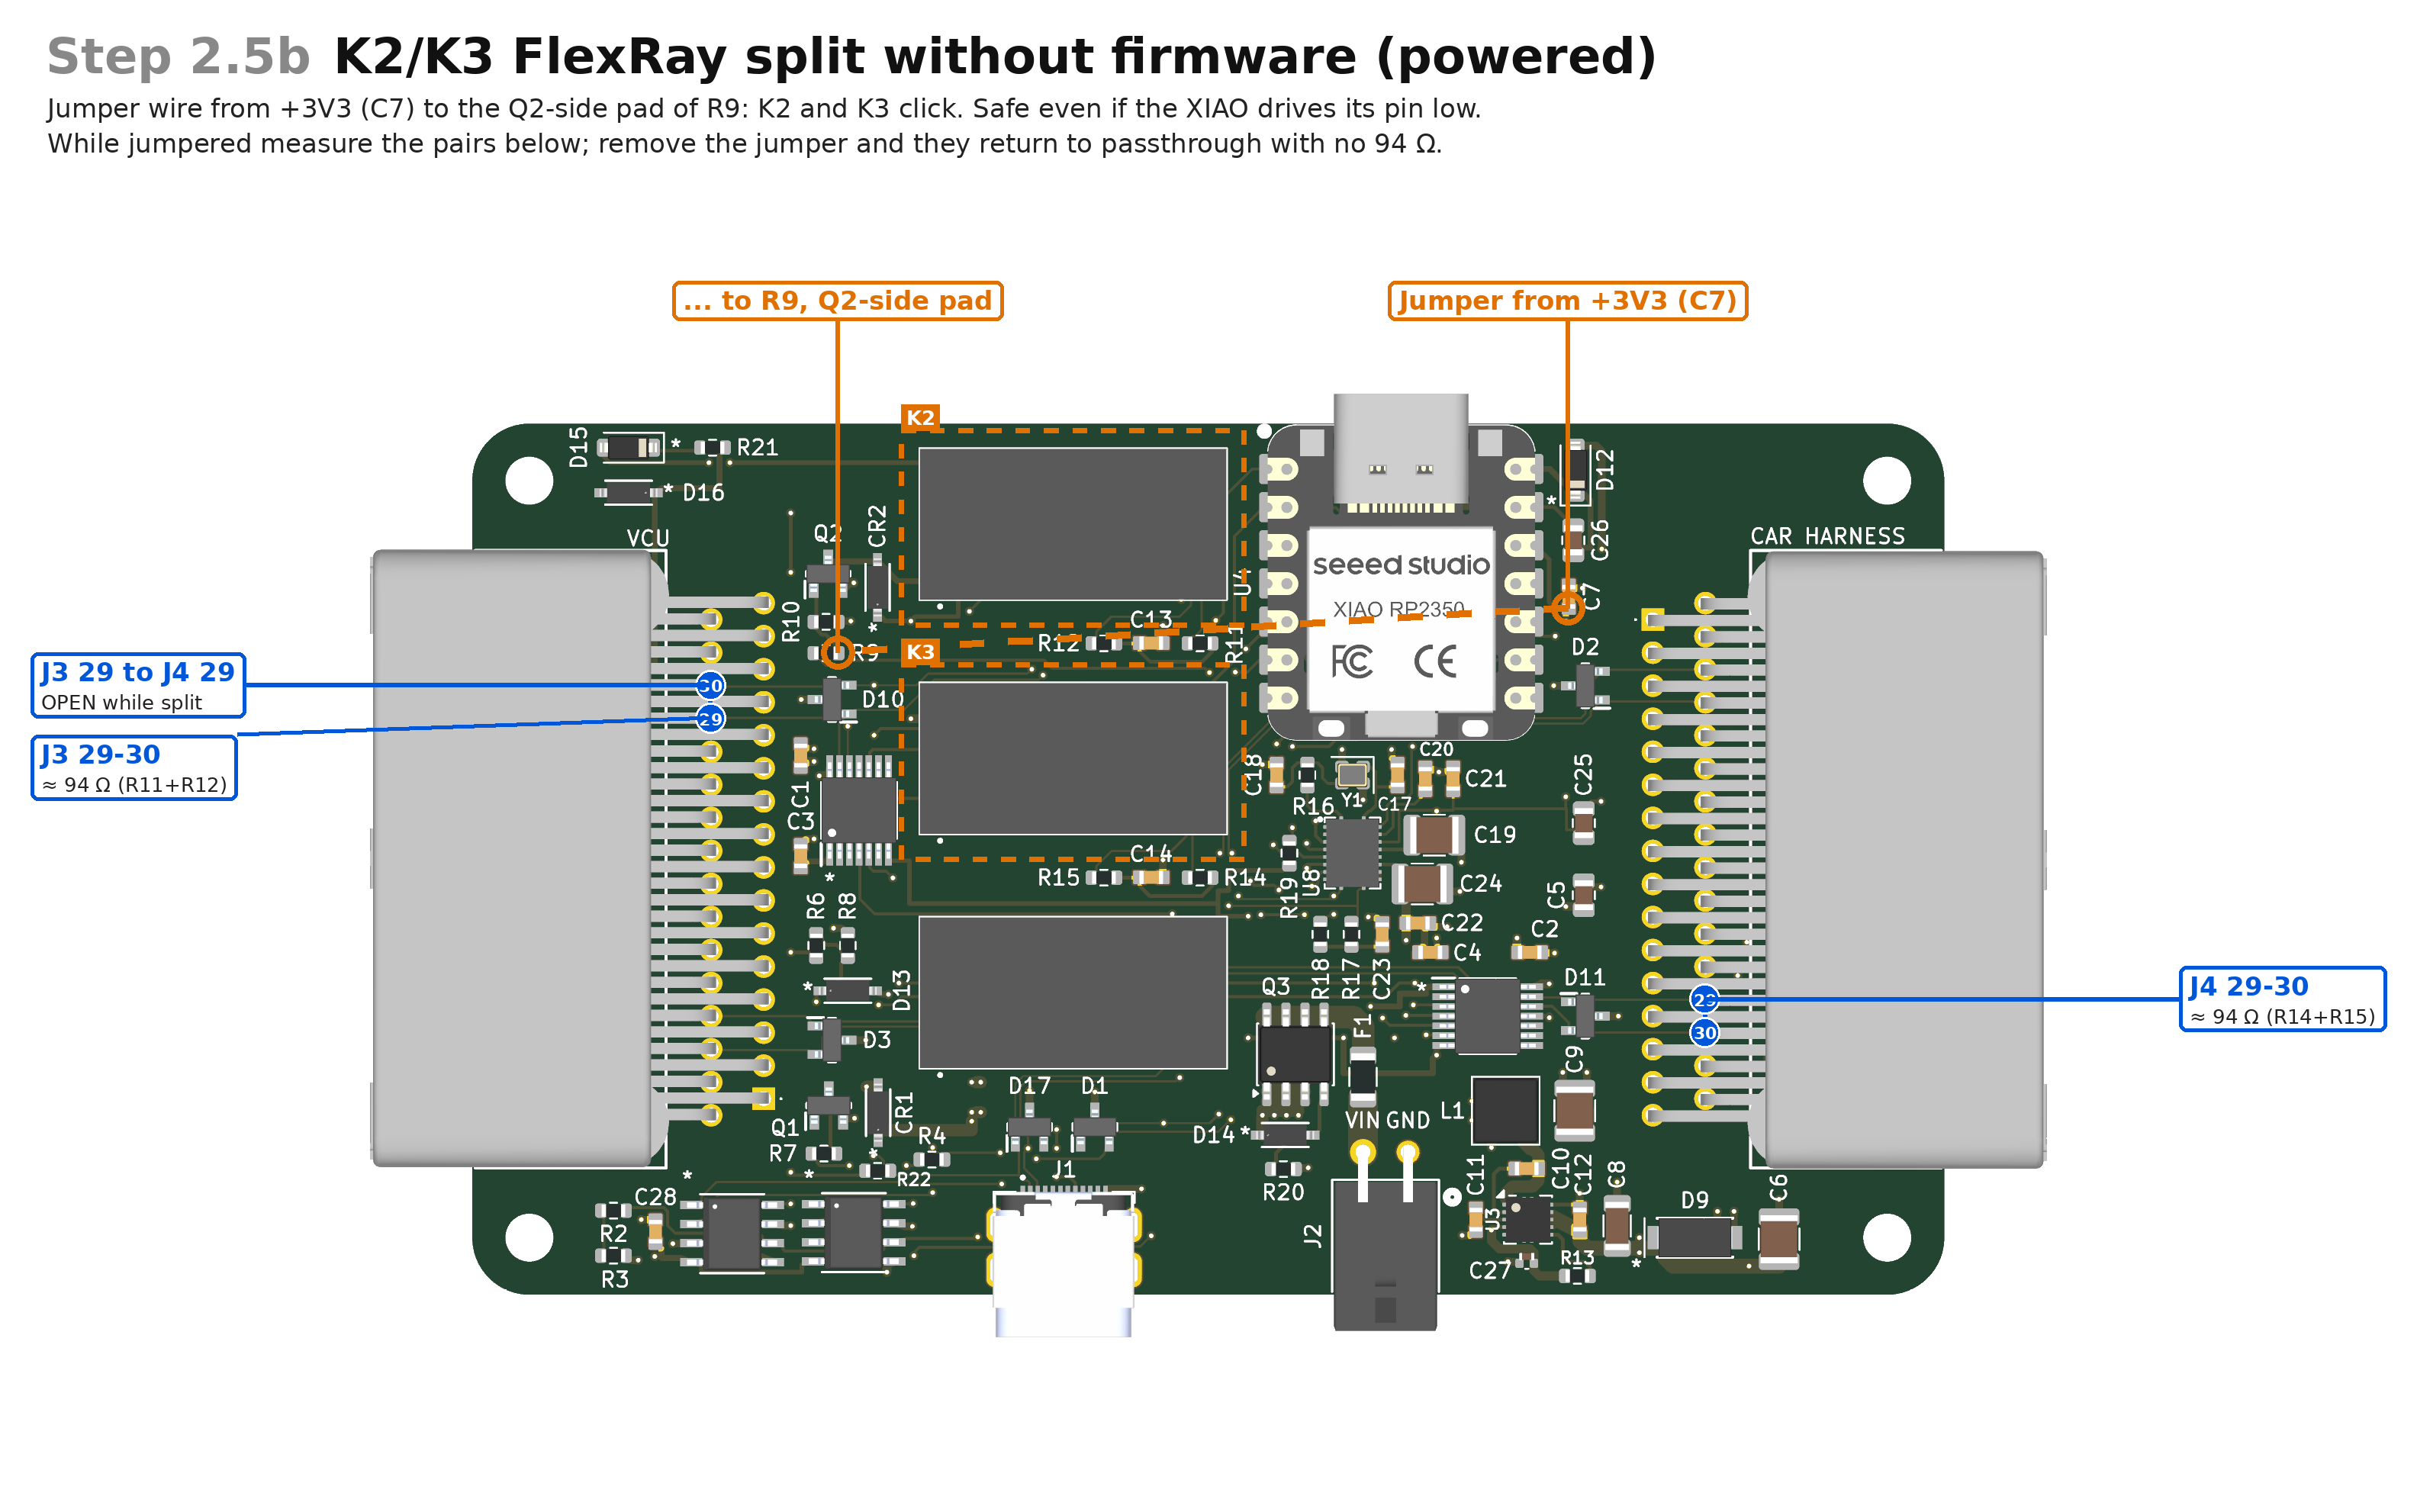 Step 2.5b K2/K3 FlexRay split without firmware (powered)
Jumper wire from +3V3 (C7) to the Q2-side pad of R9: K2 and K3 click. Safe even if the XIAO drives its pin low.
While jumpered measure the pairs below; remove the jumper and they return to passthrough with no 94 Ω.
... to R9, Q2-side pad
Jumper from +3V3 (C7)
K2
D15
* R21
* D16
D12
*
VCU
Q2
CR2
C26
CAR HARNESS
seeed studio
XIAO RP2350
FC CE
U4
C7
R10
*
R9
K3
R12
C13
R11
D2
J3 29 to J4 29
OPEN while split
30
29
D10
J3 29-30
≈ 94 Ω (R11+R12)
C1
C3
*
C18
R16
Y1
C17
C20
C21
C25
C19
R15
C14
R14
R19
U8
C24
C5
R6
R8
C22
C4
C2
R18
R17
C23
* D13
Q3
*
D11
29
30
J4 29-30
≈ 94 Ω (R14+R15)
D3
F1
C9
Q1
CR1
*
D17
D1
L1
VIN GND
R7
R4
D14 *
R22
J1
R20
* *
C28
R2
R3
J2
C11
C10
C12
C8
U3
D9
C6
C27
R13
*